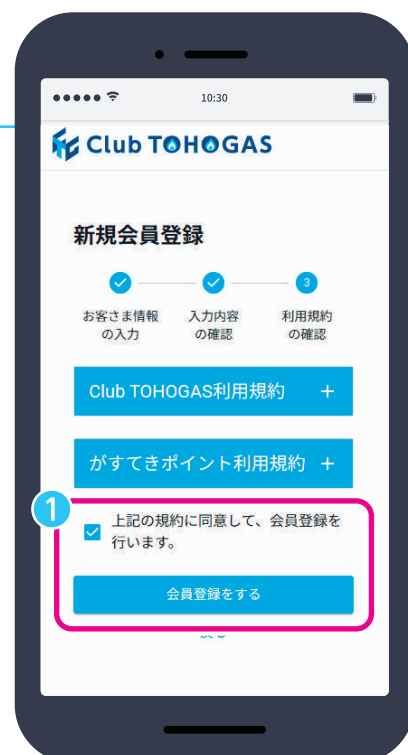 10:30
Club TOHOGAS
新規会員登録
3
お客さま情報
の入力
入力内容
の確認
利用規約
の確認
Club TOHOGAS利用規約 +
がすてきポイント利用規約 +
1
上記の規約に同意して、会員登録を
行います。
会員登録をする